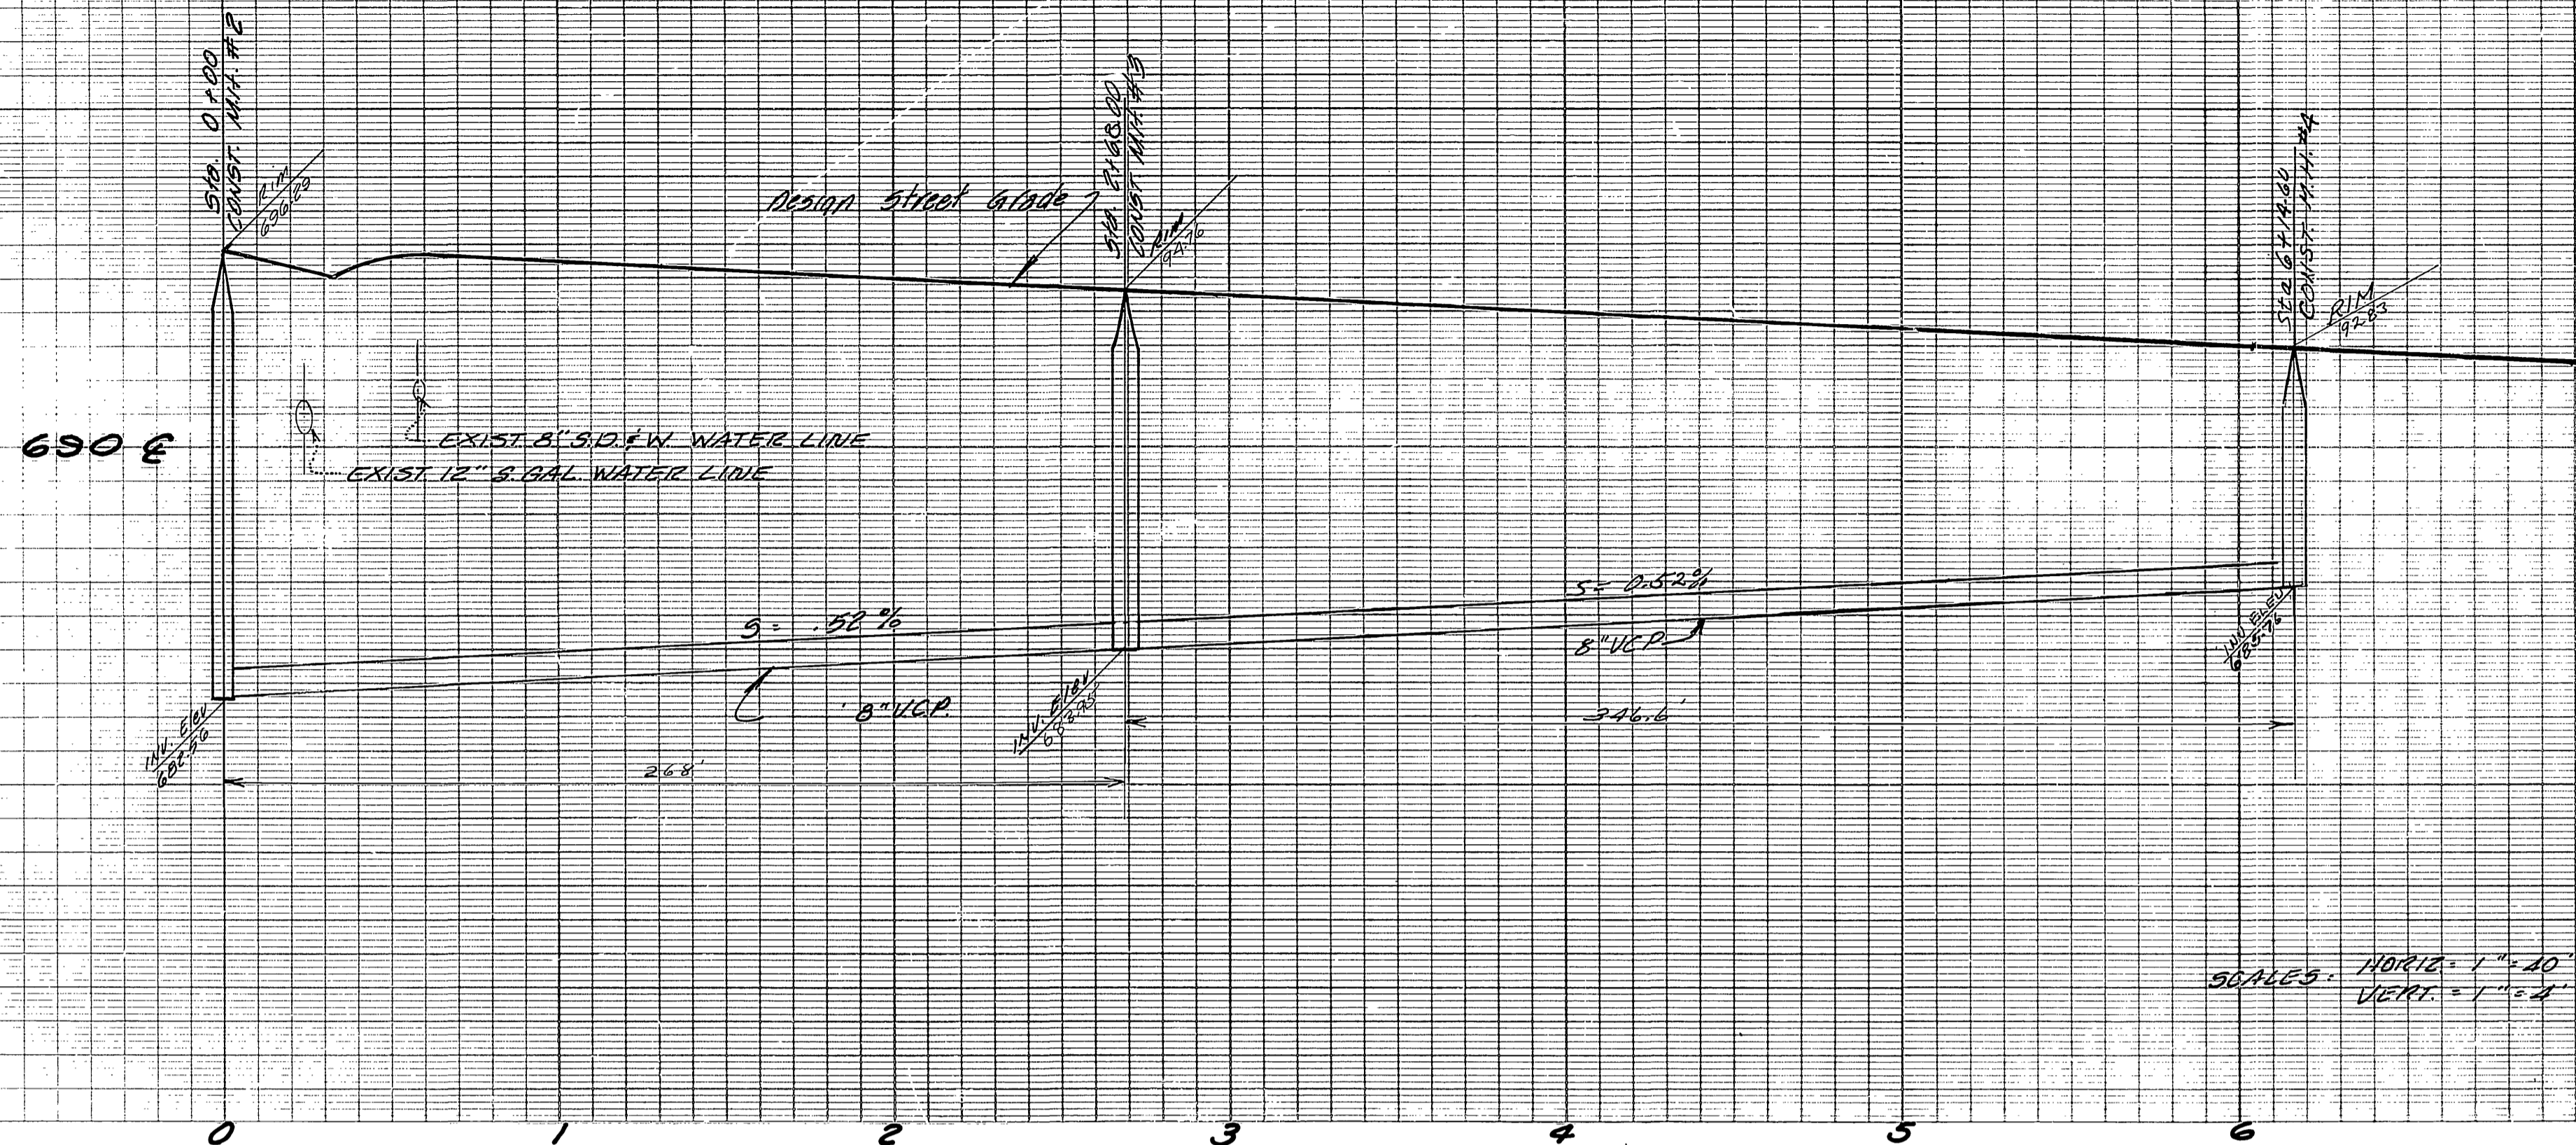 Sta. 0+00
CONST. M.H. #2
RIM
696.29
Design Street Grade
Sta. 2+68.00
CONST. M.H. #3
RIM
94.76
Sta 6+14.60
CONST. M.H. #4
RIM
92.83
690 E
EXIST 8" S.D. & W. WATER LINE
EXIST. 12" S. GAL. WATER LINE
S = .52 %
S = 0.52%
8" V.C.P.
8" VCP
INV. Elev
682.56
INV. Elev
683.95
INV ELEV
685.76
268'
346.6'
SCALES: HORIZ = 1" = 40'
VERT. = 1" = 4'
0 1 2 3 4 5 6